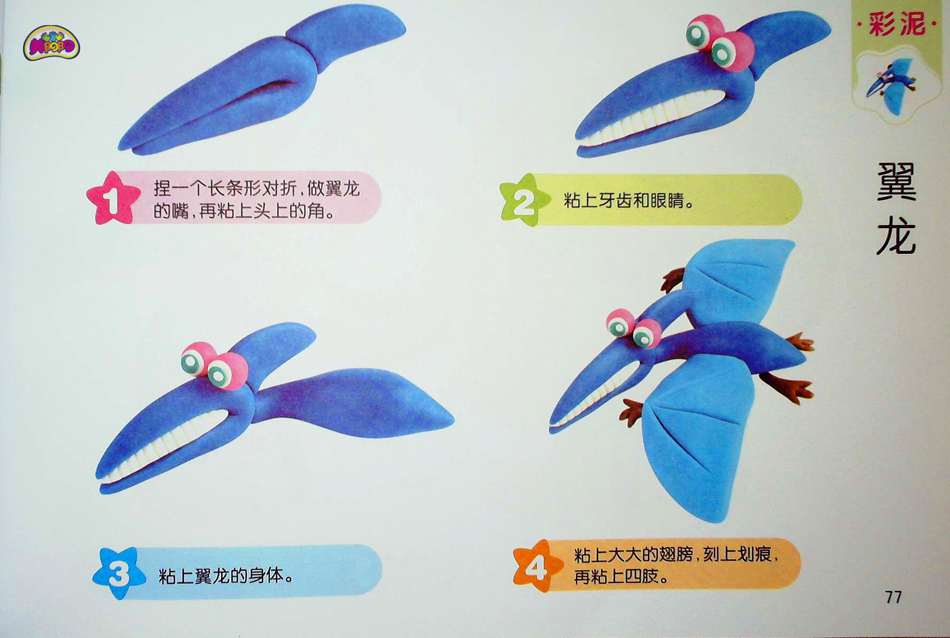 MPOPO
·彩泥·
翼龙
1
捏一个长条形对折，做翼龙
的嘴，再粘上头上的角。
2
粘上牙齿和眼睛。
3
粘上翼龙的身体。
4
粘上大大的翅膀，刻上划痕，
再粘上四肢。
77